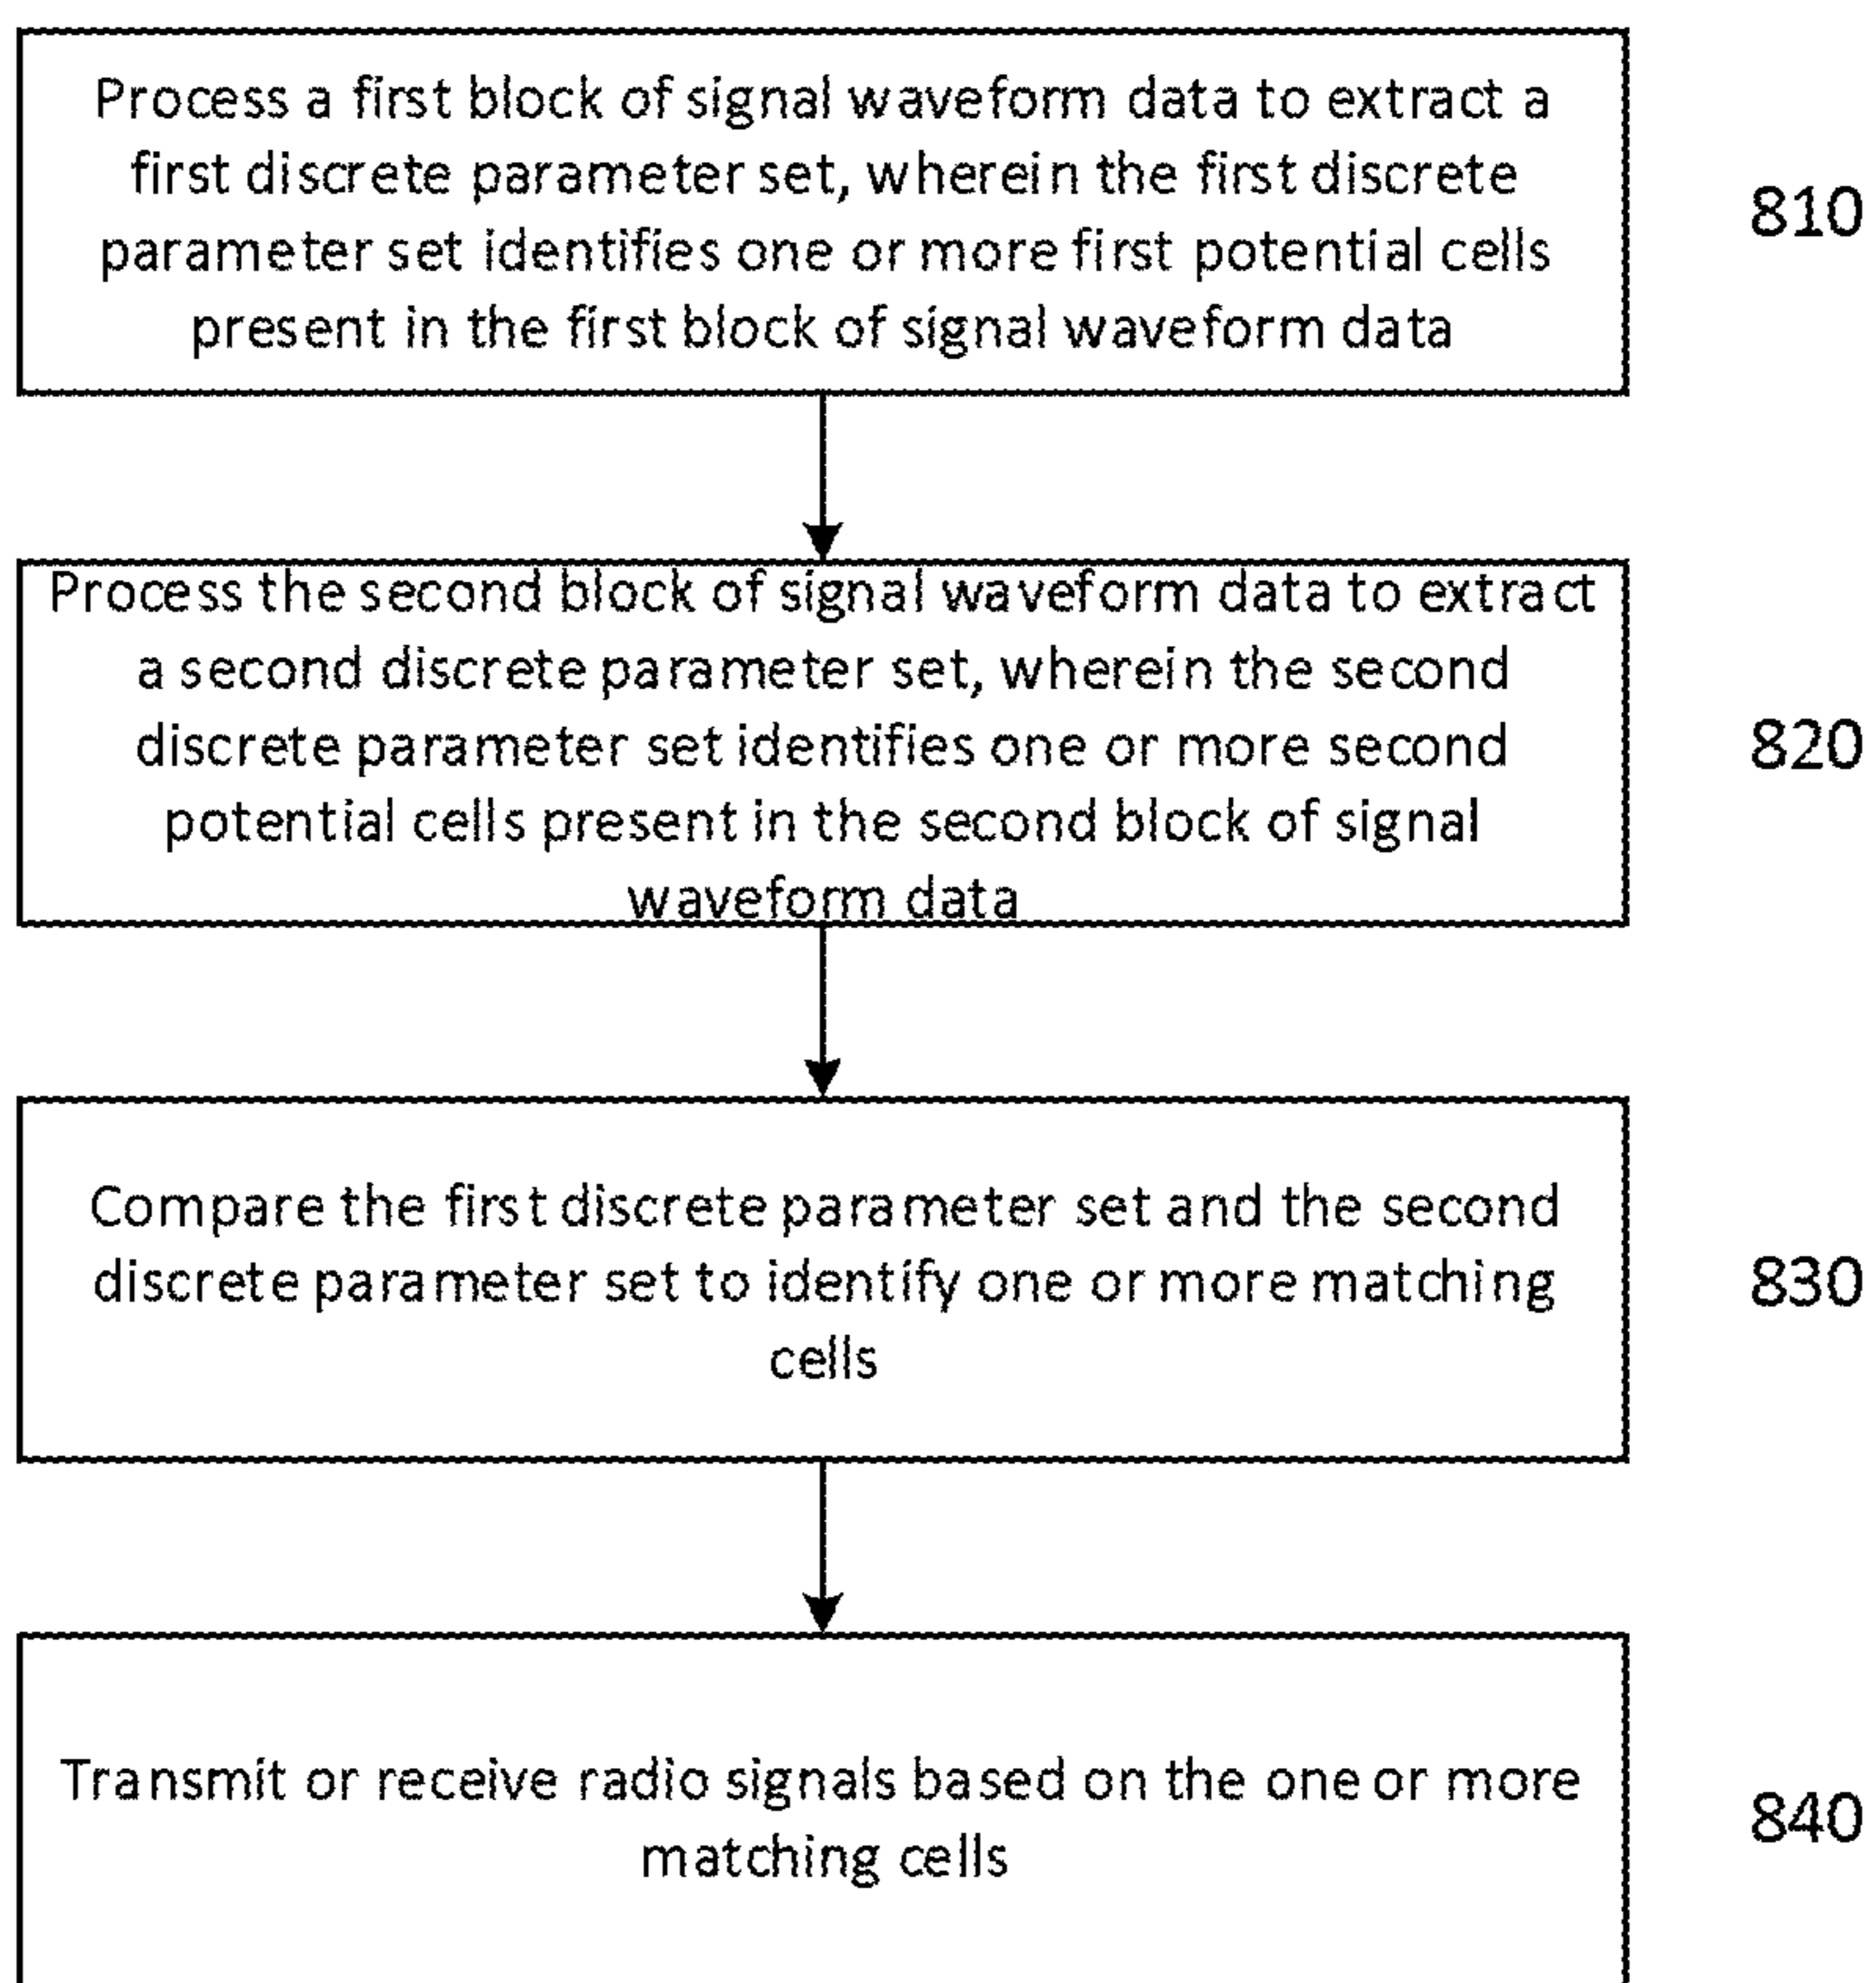 Process a first block of signal waveform data to extract a
first discrete parameter set, wherein the first discrete
parameter set identifies one or more first potential cells
present in the first block of signal waveform data
810
Process the second block of signal waveform data to extract
a second discrete parameter set, wherein the second
discrete parameter set identifies one or more second
potential cells present in the second block of signal
waveform data
820
Compare the first discrete parameter set and the second
discrete parameter set to identify one or more matching
cells
830
Transmit or receive radio signals based on the one or more
matching cells
840